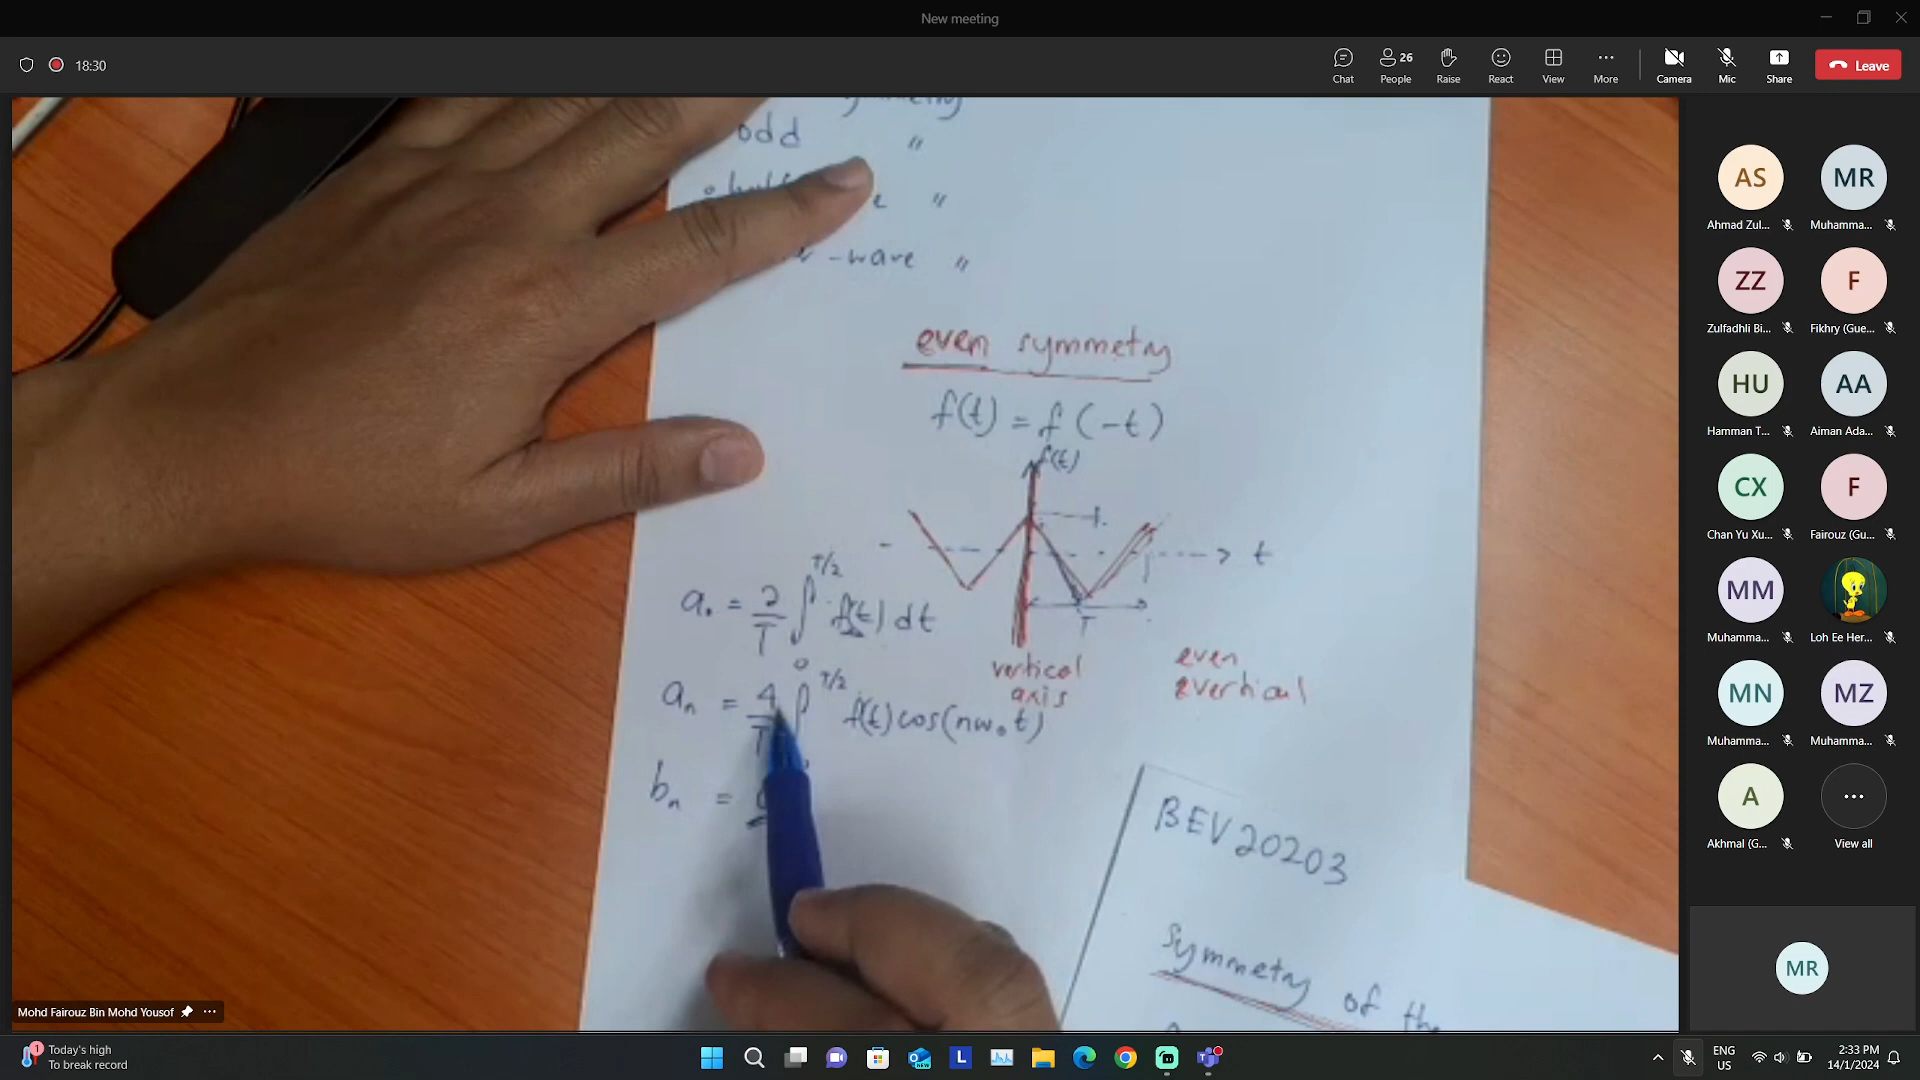 New meeting
18:30
Chat
26
People
Raise
React
View
More
Camera
Mic
Share
Leave
odd "
"
-wave "
even symmetry
f(t) = f(-t)
f(t)
t
T
vertical
axis
even
vertical
a₀ = 2/T ∫₀^T/2 f(t) dt
aₙ = 4/T ∫ T/2 f(t) cos(nω₀t)
bₙ =
BEV 20203
Symmetry of the
AS
Ahmad Zul...
MR
Muhamma...
ZZ
Zulfadhli Bi...
F
Fikhry (Gue...
HU
Hamman T...
AA
Aiman Ada...
CX
Chan Yu Xu...
F
Fairouz (Gu...
MM
Muhamma...
Loh Ee Her...
MN
Muhamma...
MZ
Muhamma...
A
Akhmal (G...
View all
MR
Mohd Fairouz Bin Mohd Yousof
1
Today's high
To break record
L
NEW
ENG
US
2:33 PM
14/1/2024